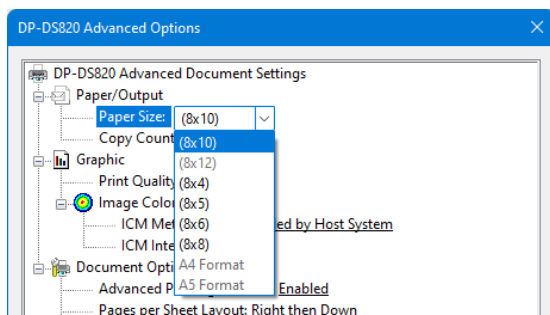 DP-DS820 Advanced Options
DP-DS820 Advanced Document Settings
Paper/Output
Paper Size: (8x10)
Copy Count
(8x10)
(8x12)
(8x4)
(8x5)
(8x6)
(8x8)
A4 Format
A5 Format
Graphic
Print Quality
Image Color
ICM Met
ed by Host System
ICM Inte
Document Opti
Advanced P
Enabled
Pages per Sheet Layout: Right then Down